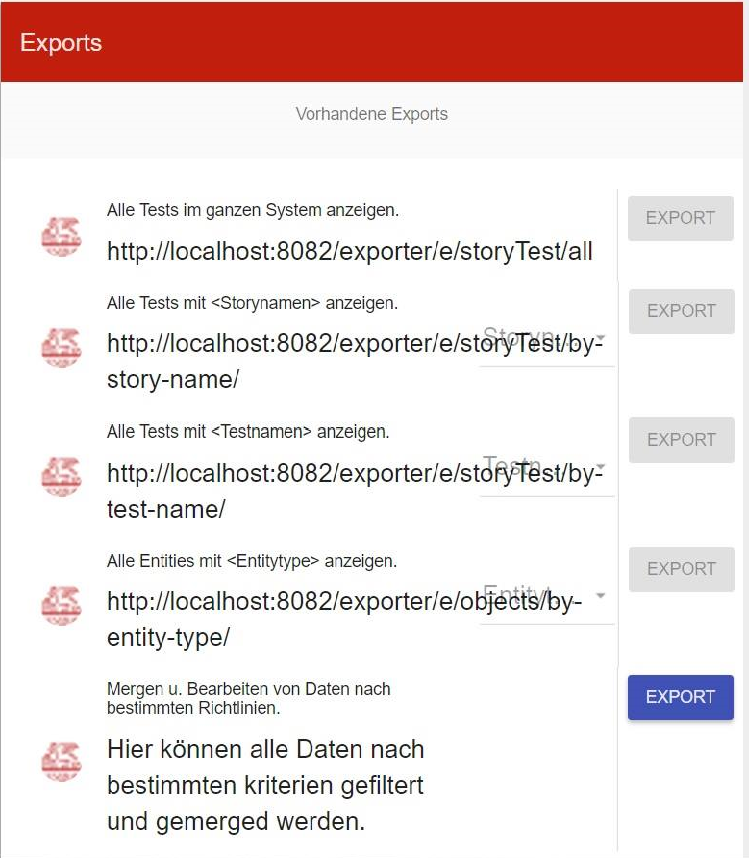 Exports
Vorhandene Exports
Alle Tests im ganzen System anzeigen.
EXPORT
http://localhost:8082/exporter/e/storyTest/all
Alle Tests mit <Storynamen> anzeigen.
EXPORT
http://localhost:8082/exporter/e/storyTest/by-
story-name/
Alle Tests mit <Testnamen> anzeigen.
EXPORT
http://localhost:8082/exporter/e/storyTest/by-
test-name/
Alle Entities mit <Entitytype> anzeigen.
EXPORT
http://localhost:8082/exporter/e/objects/by-
entity-type/
Mergen u. Bearbeiten von Daten nach
bestimmten Richtlinien.
EXPORT
Hier können alle Daten nach
bestimmten kriterien gefiltert
und gemerged werden.